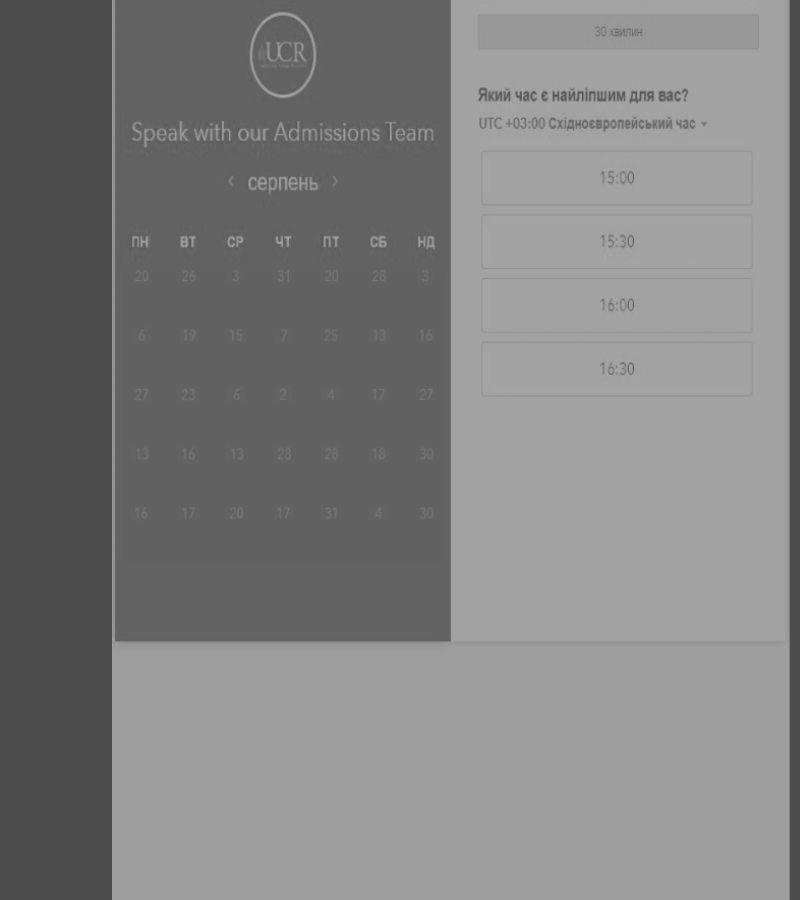 UCR
Speak with our Admissions Team
серпень
ПН ВТ СР ЧТ ПТ СБ НД
20 26 3 31 20 28 3
6 19 15 7 25 13 16
27 23 6 2 4 17 27
13 16 13 28 28 18 30
16 17 20 17 31 4 30
30 хвилин
Який час є найліпшим для вас?
UTC +03:00 Східноєвропейський час
15:00
15:30
16:00
16:30